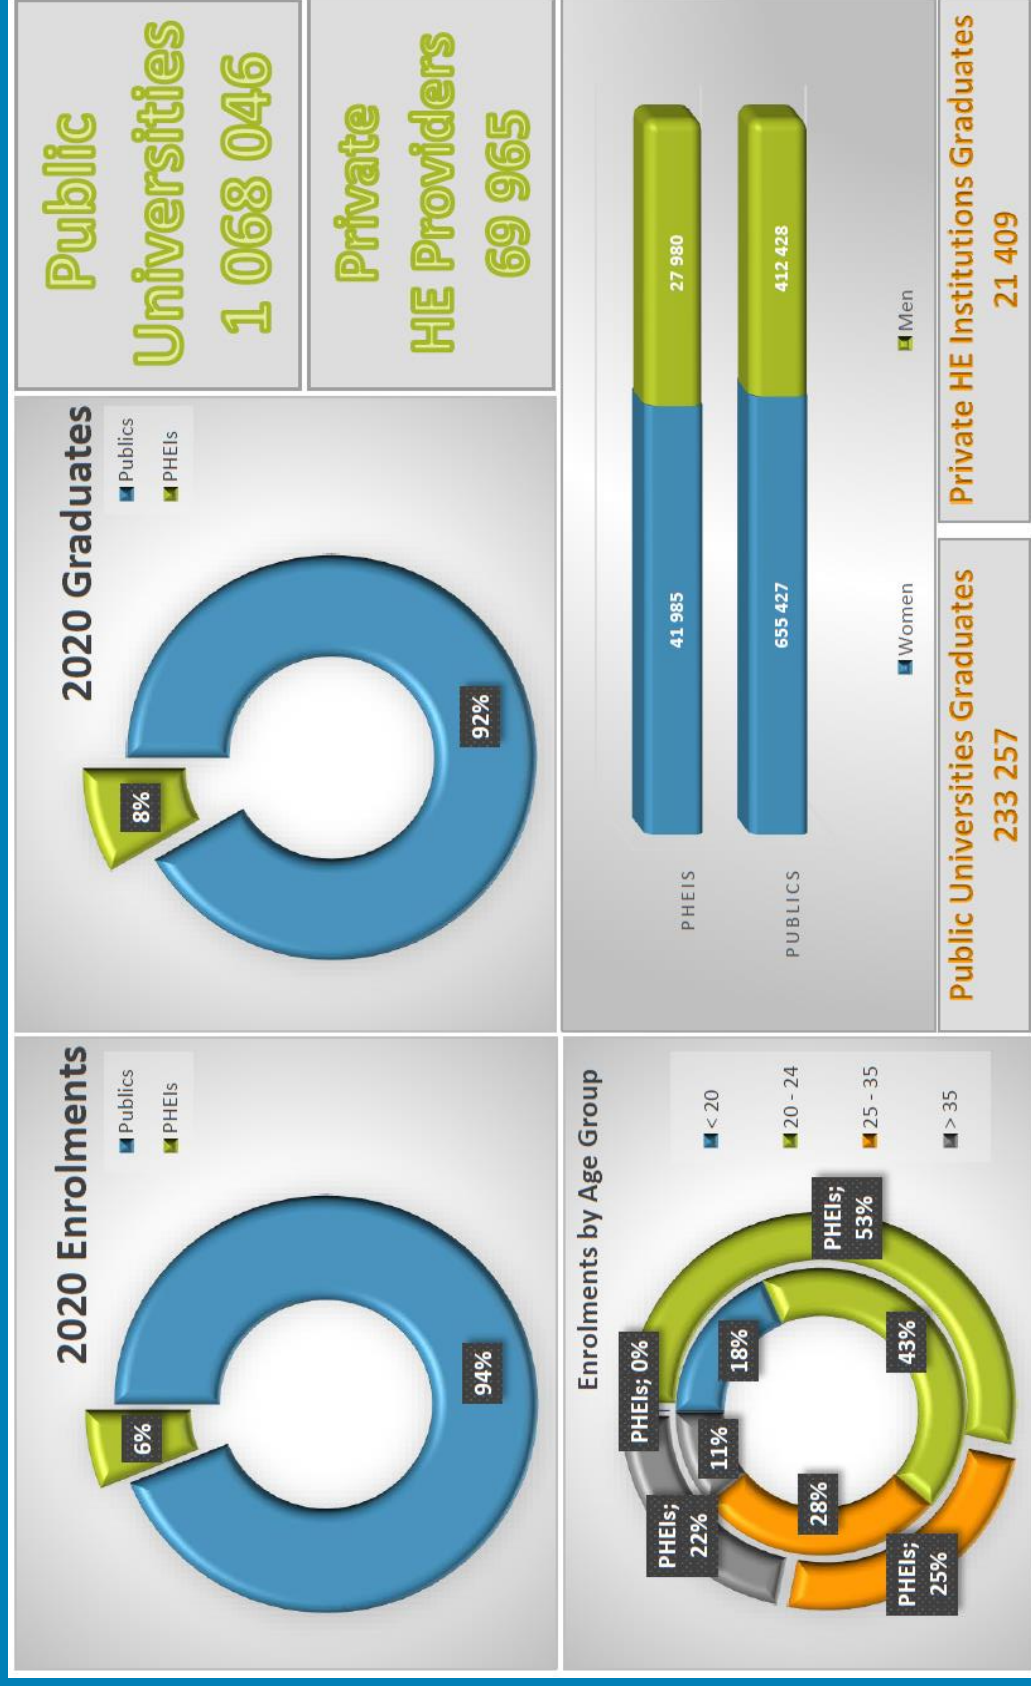 2020 Enrolments
Publics
PHEIs
6%
94%
2020 Graduates
Publics
PHEIs
8%
92%
Public
Universities
1 068 046
Private
HE Providers
69 965
Enrolments by Age Group
PHEIs; 0%
PHEIs;
22%
11%
18%
PHEIs;
53%
43%
28%
PHEIs;
25%
< 20
20 - 24
25 - 35
> 35
PHEIS
41 985
27 980
PUBLICS
655 427
412 428
Women
Men
Public Universities Graduates
233 257
Private HE Institutions Graduates
21 409